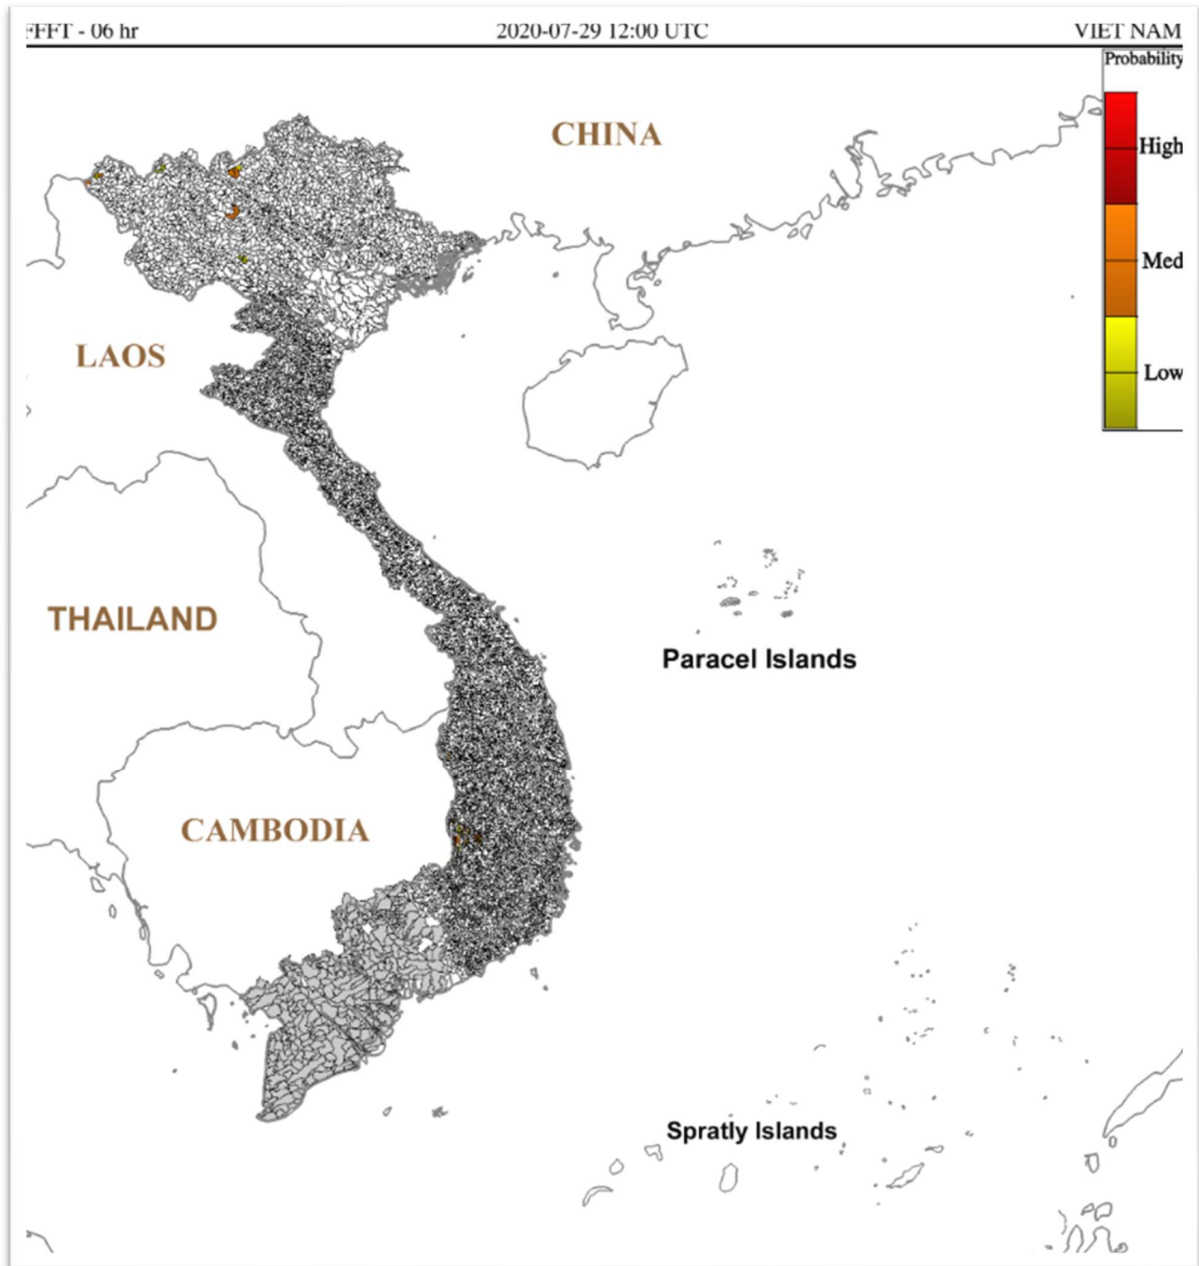 FFFT - 06 hr 2020-07-29 12:00 UTC VIET NAM
Probability
CHINA
High
Med
LAOS
Low
THAILAND
Paracel Islands
CAMBODIA
Spratly Islands